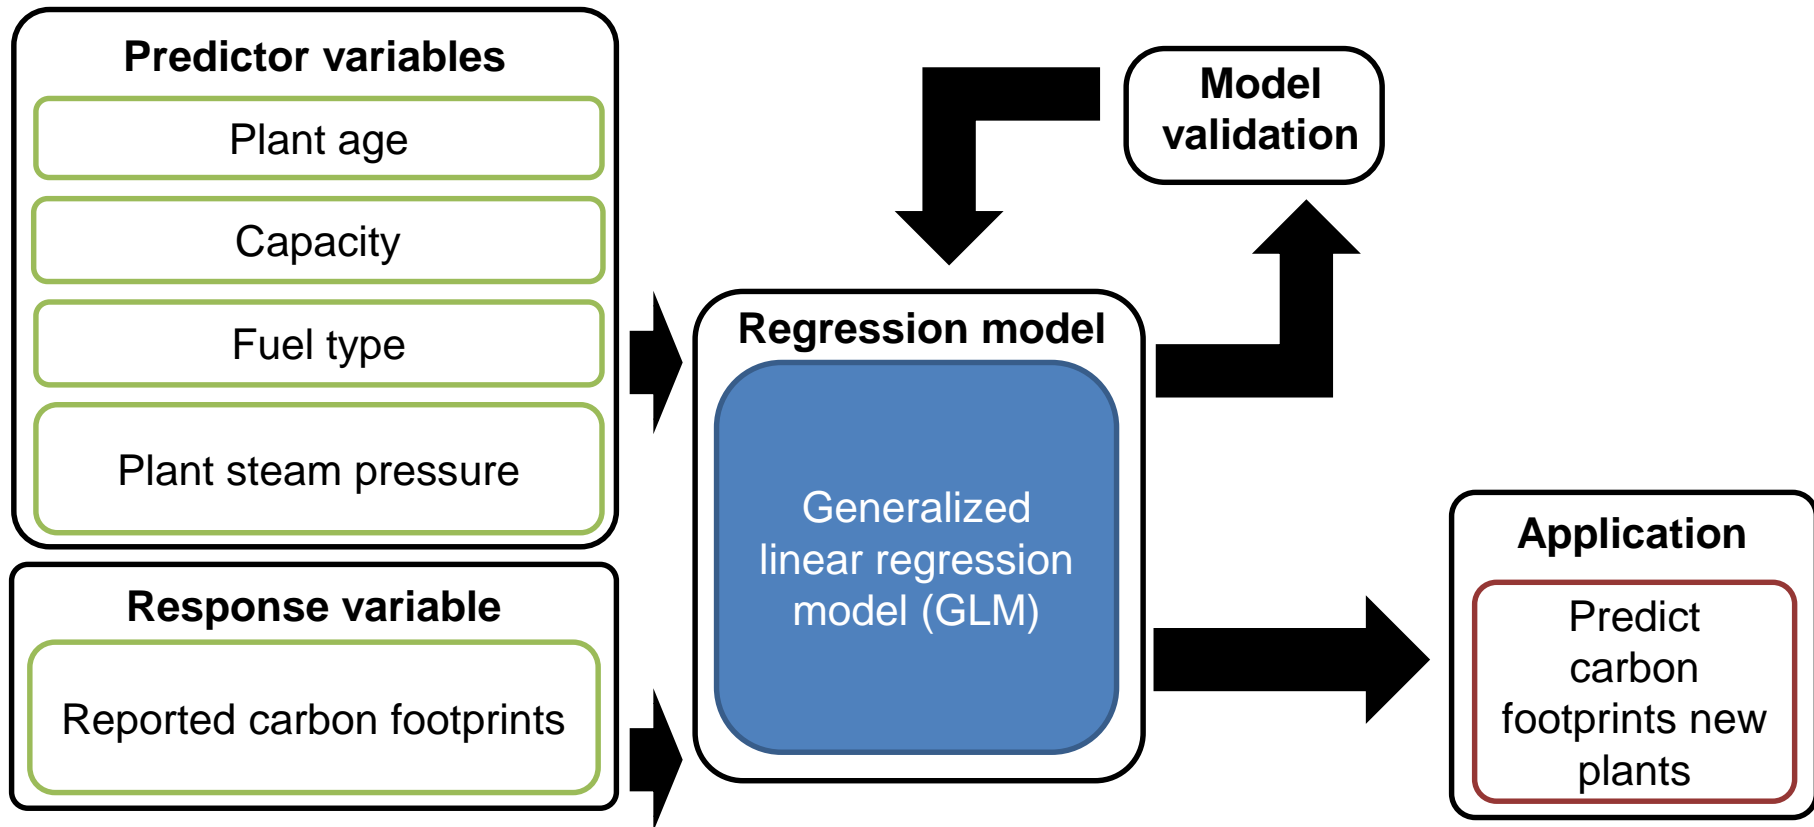 Predictor variables
Plant age
Capacity
Fuel type
Plant steam pressure
Response variable
Reported carbon footprints
Model
validation
Regression model
Generalized
linear regression
model (GLM)
Application
Predict
carbon
footprints new
plants